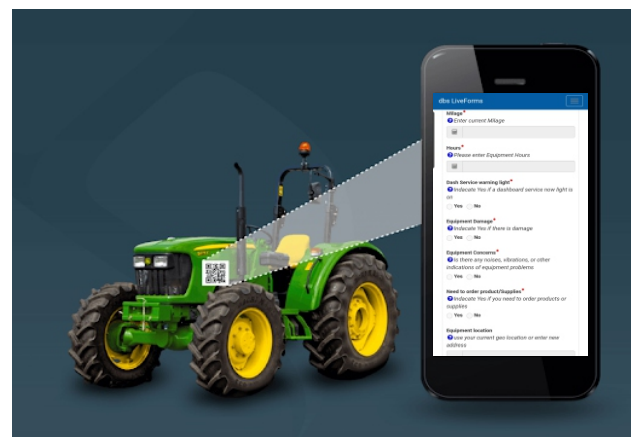 dbs LiveForms
Milage*
Enter current Milage
Hours*
Please enter Equipment Hours
Dash Service warning light*
Indacate Yes if a dashboard service now light is
on
Yes No
Equipment Damage*
Indacate Yes if there is damage
Yes No
Equipment Concerns*
Is there any noises, vibrations, or other
indications of equipment problems
Yes No
Need to order product/Supplies*
Indacate Yes if you need to order products or
supplies
Yes No
Equipment location
use your current geo location or enter new
address